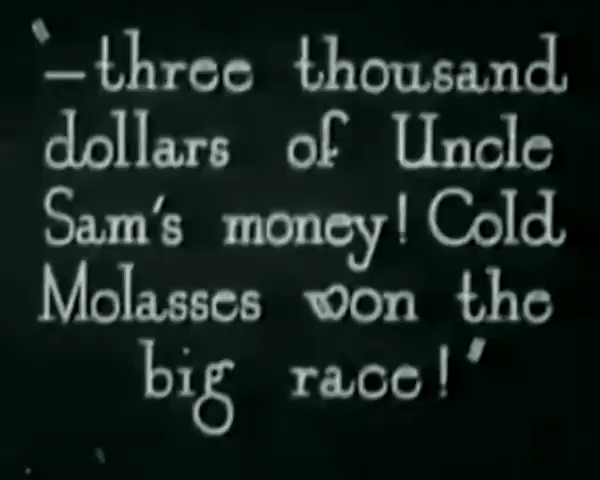 "—three thousand
dollars of Uncle
Sam's money! Cold
Molasses won the
big race!"